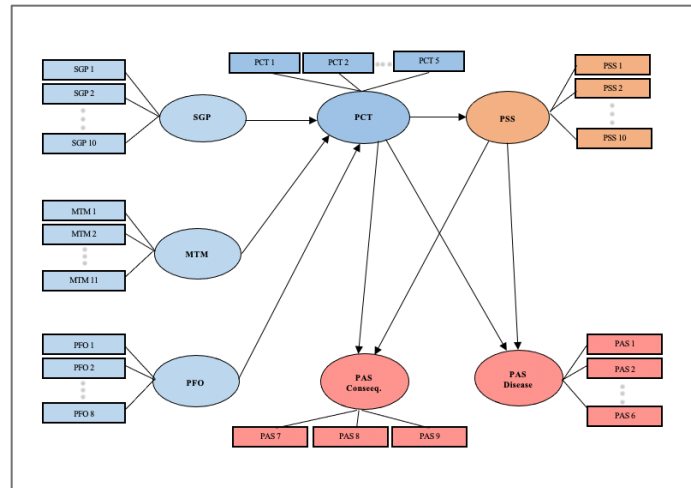 PCT 1
PCT 2
PCT 5
SGP 1
SGP 2
SGP 10
SGP
PCT
PSS
PSS 1
PSS 2
PSS 10
MTM 1
MTM 2
MTM 11
MTM
PFO 1
PFO 2
PFO 8
PFO
PAS
Conseeq.
PAS
Disease
PAS 1
PAS 2
PAS 6
PAS 7
PAS 8
PAS 9